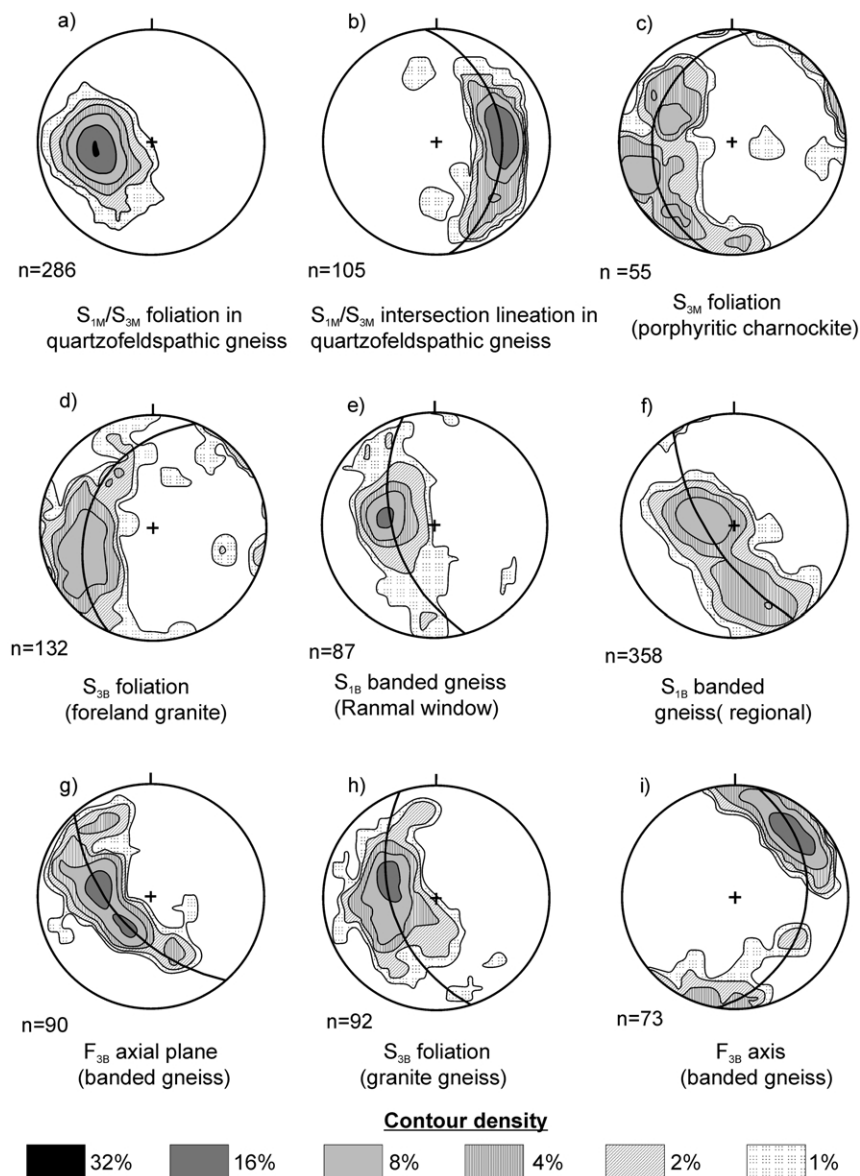 a)
b)
c)
n=286
n=105
n =55
S1M/S3M foliation in
quartzofeldspathic gneiss
S1M/S3M intersection lineation in
quartzofeldspathic gneiss
S3M foliation
(porphyritic charnockite)
d)
e)
f)
n=132
n=87
n=358
S3B foliation
(foreland granite)
S1B banded gneiss
(Ranmal window)
S1B banded
gneiss( regional)
g)
h)
i)
n=90
n=92
n=73
F3B axial plane
(banded gneiss)
S3B foliation
(granite gneiss)
F3B axis
(banded gneiss)
Contour density
32% 16% 8% 4% 2% 1%